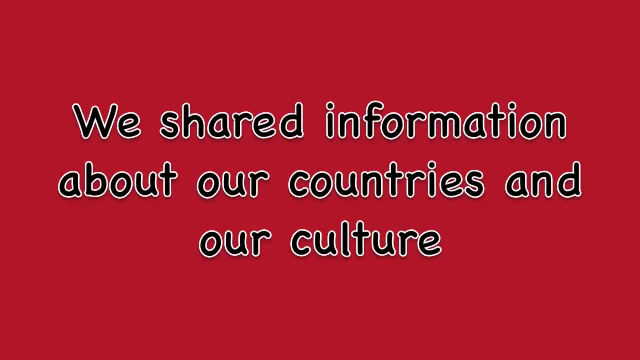 We shared information
about our countries and
our culture